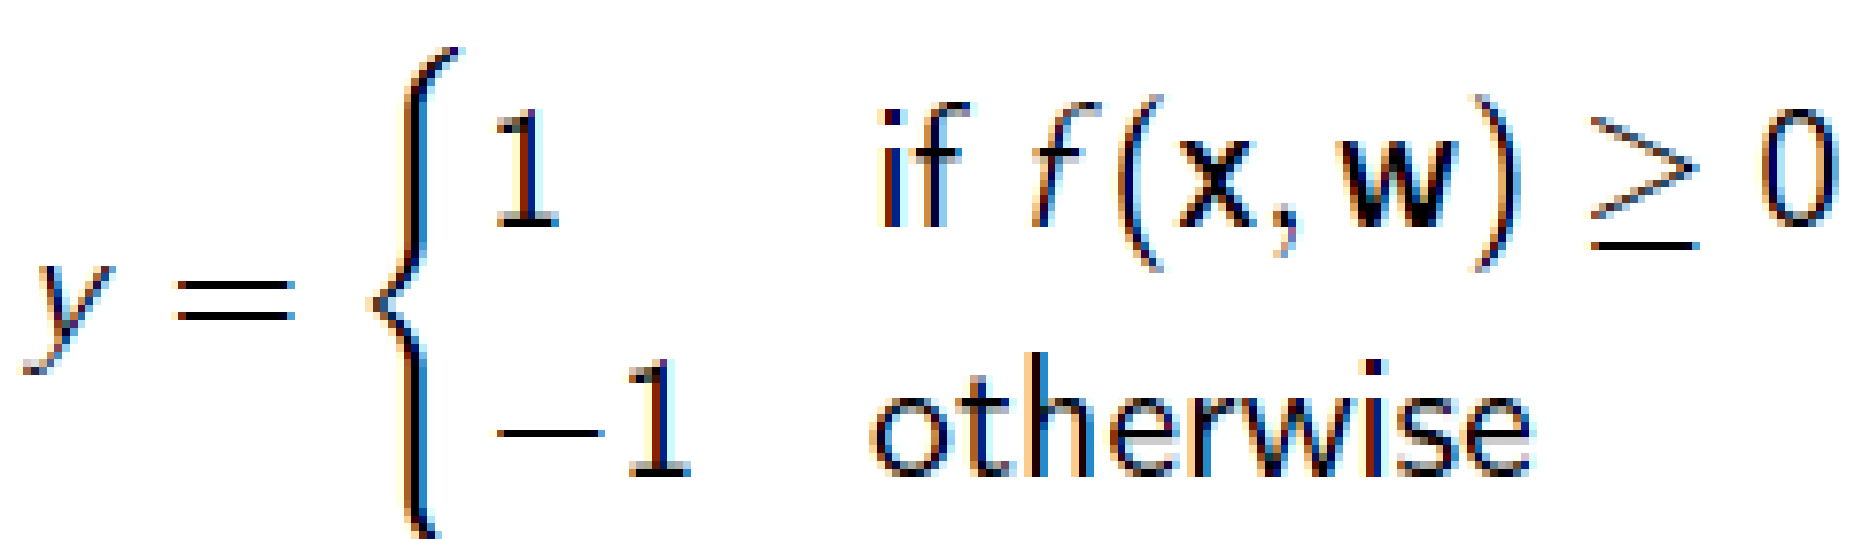 y = { 1 if f(x, w) ≥ 0
−1 otherwise